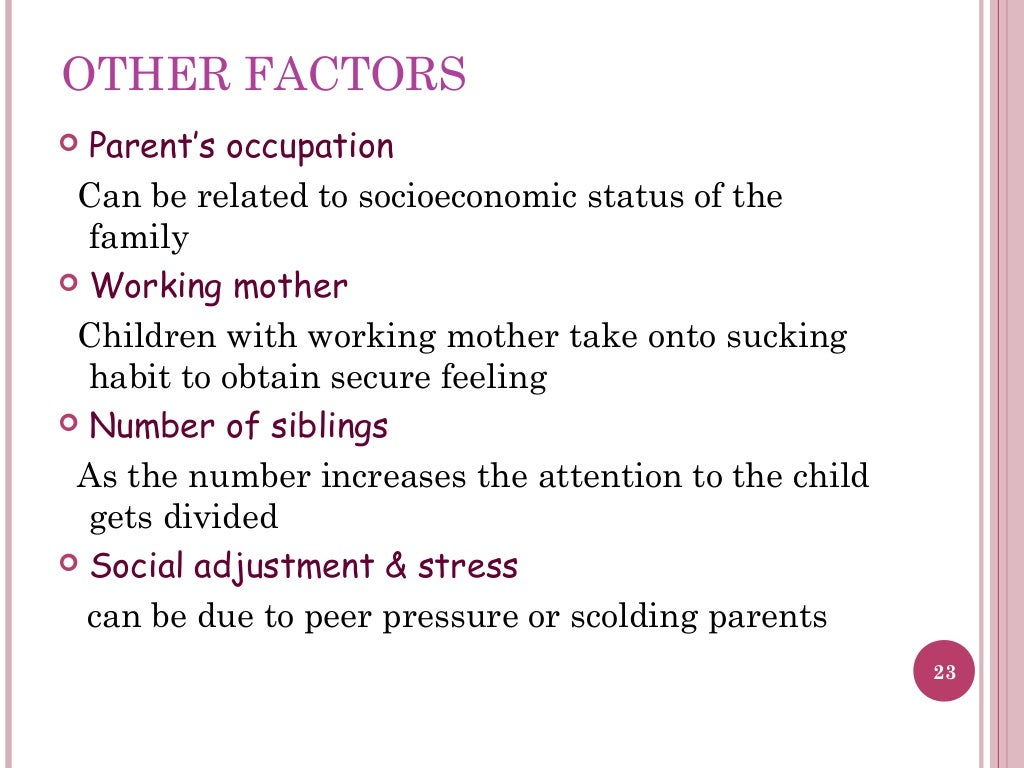 OTHER FACTORS
Parent’s occupation
Can be related to socioeconomic status of the
family
Working mother
Children with working mother take onto sucking
habit to obtain secure feeling
Number of siblings
As the number increases the attention to the child
gets divided
Social adjustment & stress
can be due to peer pressure or scolding parents
23